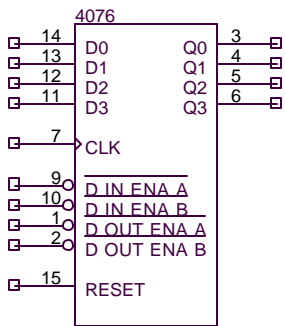 4076
14 D0 Q0 3
13 D1 Q1 4
12 D2 Q2 5
11 D3 Q3 6
7 CLK
9 D IN ENA A
10 D IN ENA B
1 D OUT ENA A
2 D OUT ENA B
15 RESET